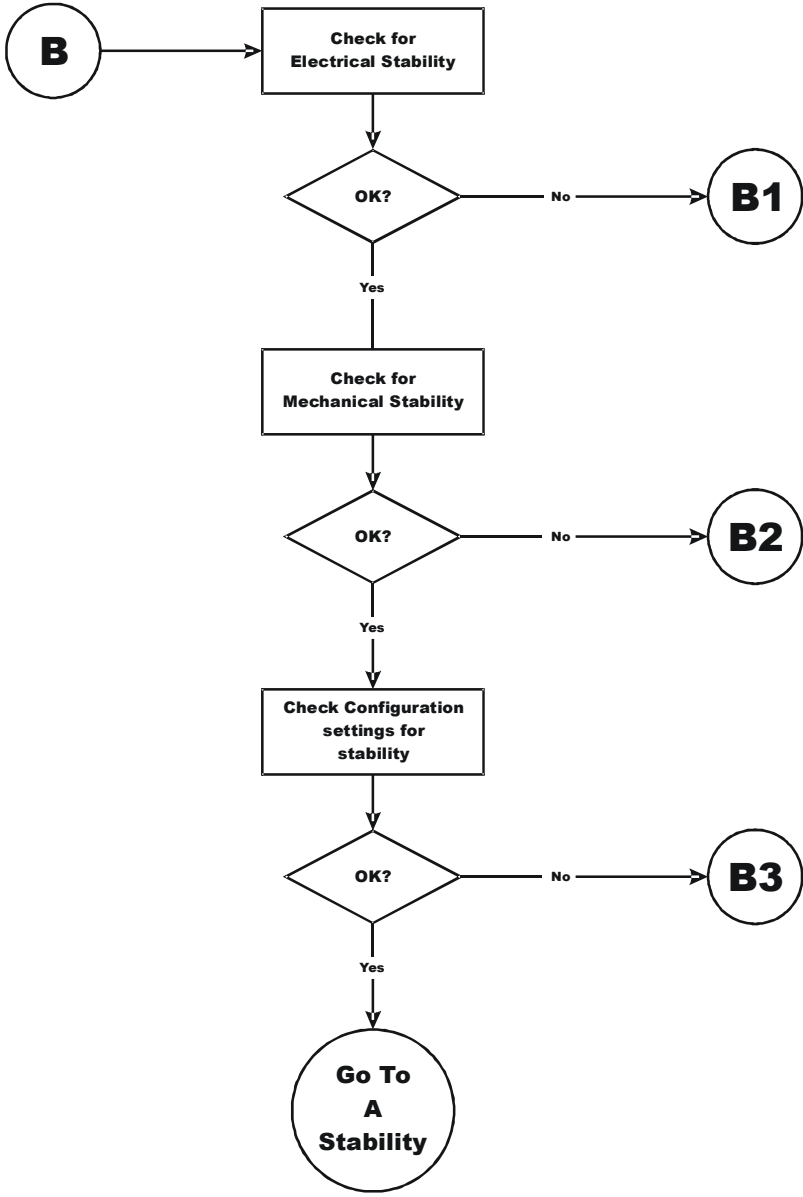 B
Check for
Electrical Stability
OK?
No
B1
Yes
Check for
Mechanical Stability
OK?
No
B2
Yes
Check Configuration
settings for
stability
OK?
No
B3
Yes
Go To
A
Stability